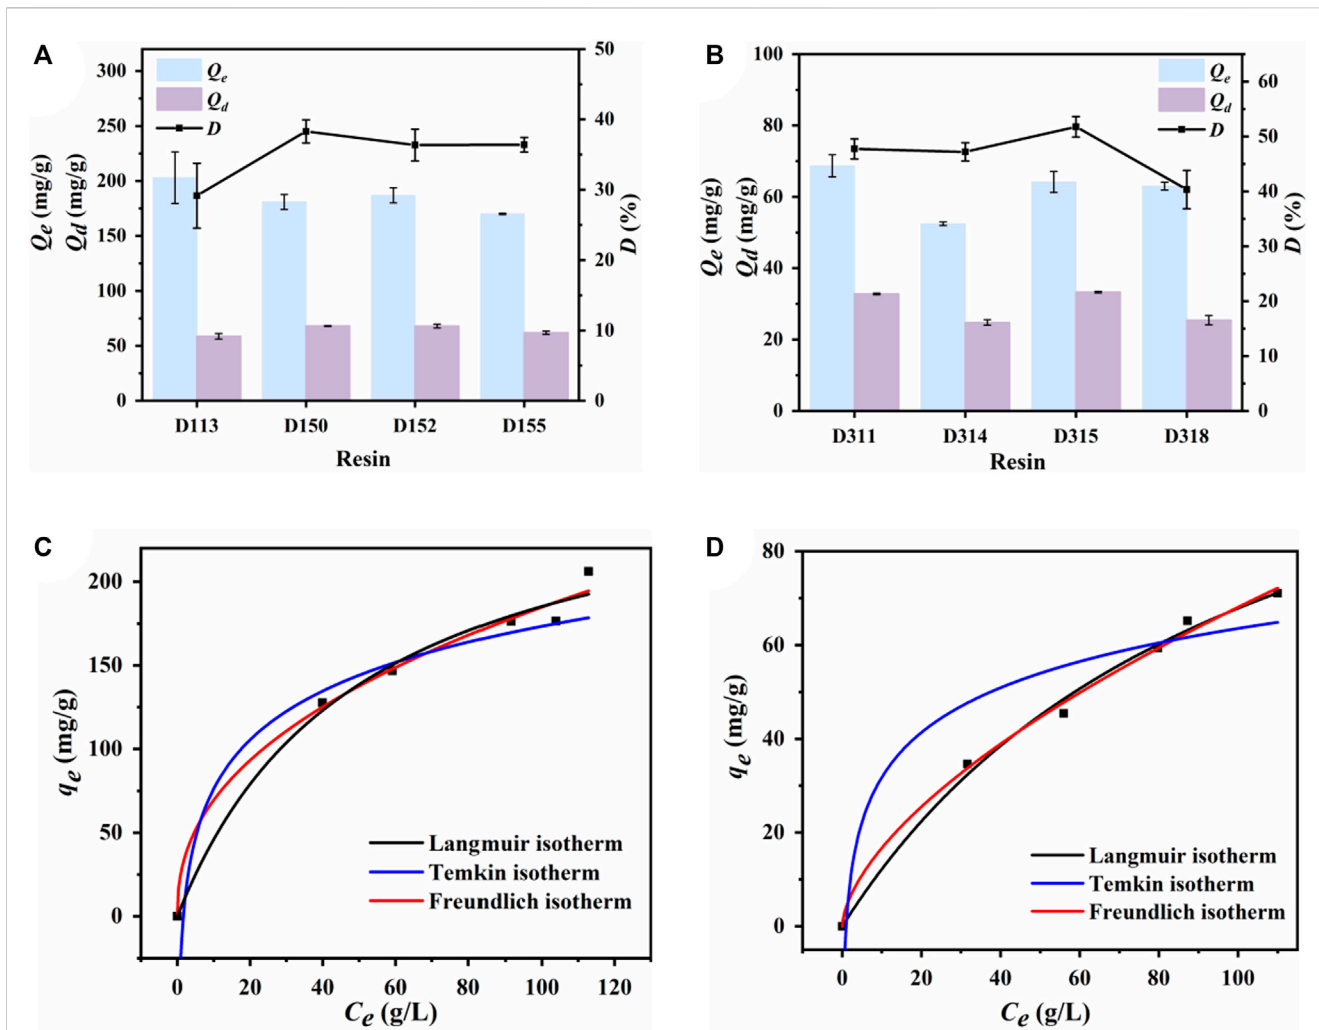 A
300
250
200
150
100
50
0
Qe (mg/g)
Qd (mg/g)
Qe
Qd
D
50
40
30
20
10
0
D (%)
D113 D150 D152 D155
Resin
B
100
80
60
40
20
0
Qe (mg/g)
Qd (mg/g)
Qe
Qd
D
60
50
40
30
20
10
0
D (%)
D311 D314 D315 D318
Resin
C
200
150
100
50
0
qe (mg/g)
Langmuir isotherm
Temkin isotherm
Freundlich isotherm
0 20 40 60 80 100 120
Ce (g/L)
D
80
60
40
20
0
qe (mg/g)
Langmuir isotherm
Temkin isotherm
Freundlich isotherm
0 20 40 60 80 100
Ce (g/L)